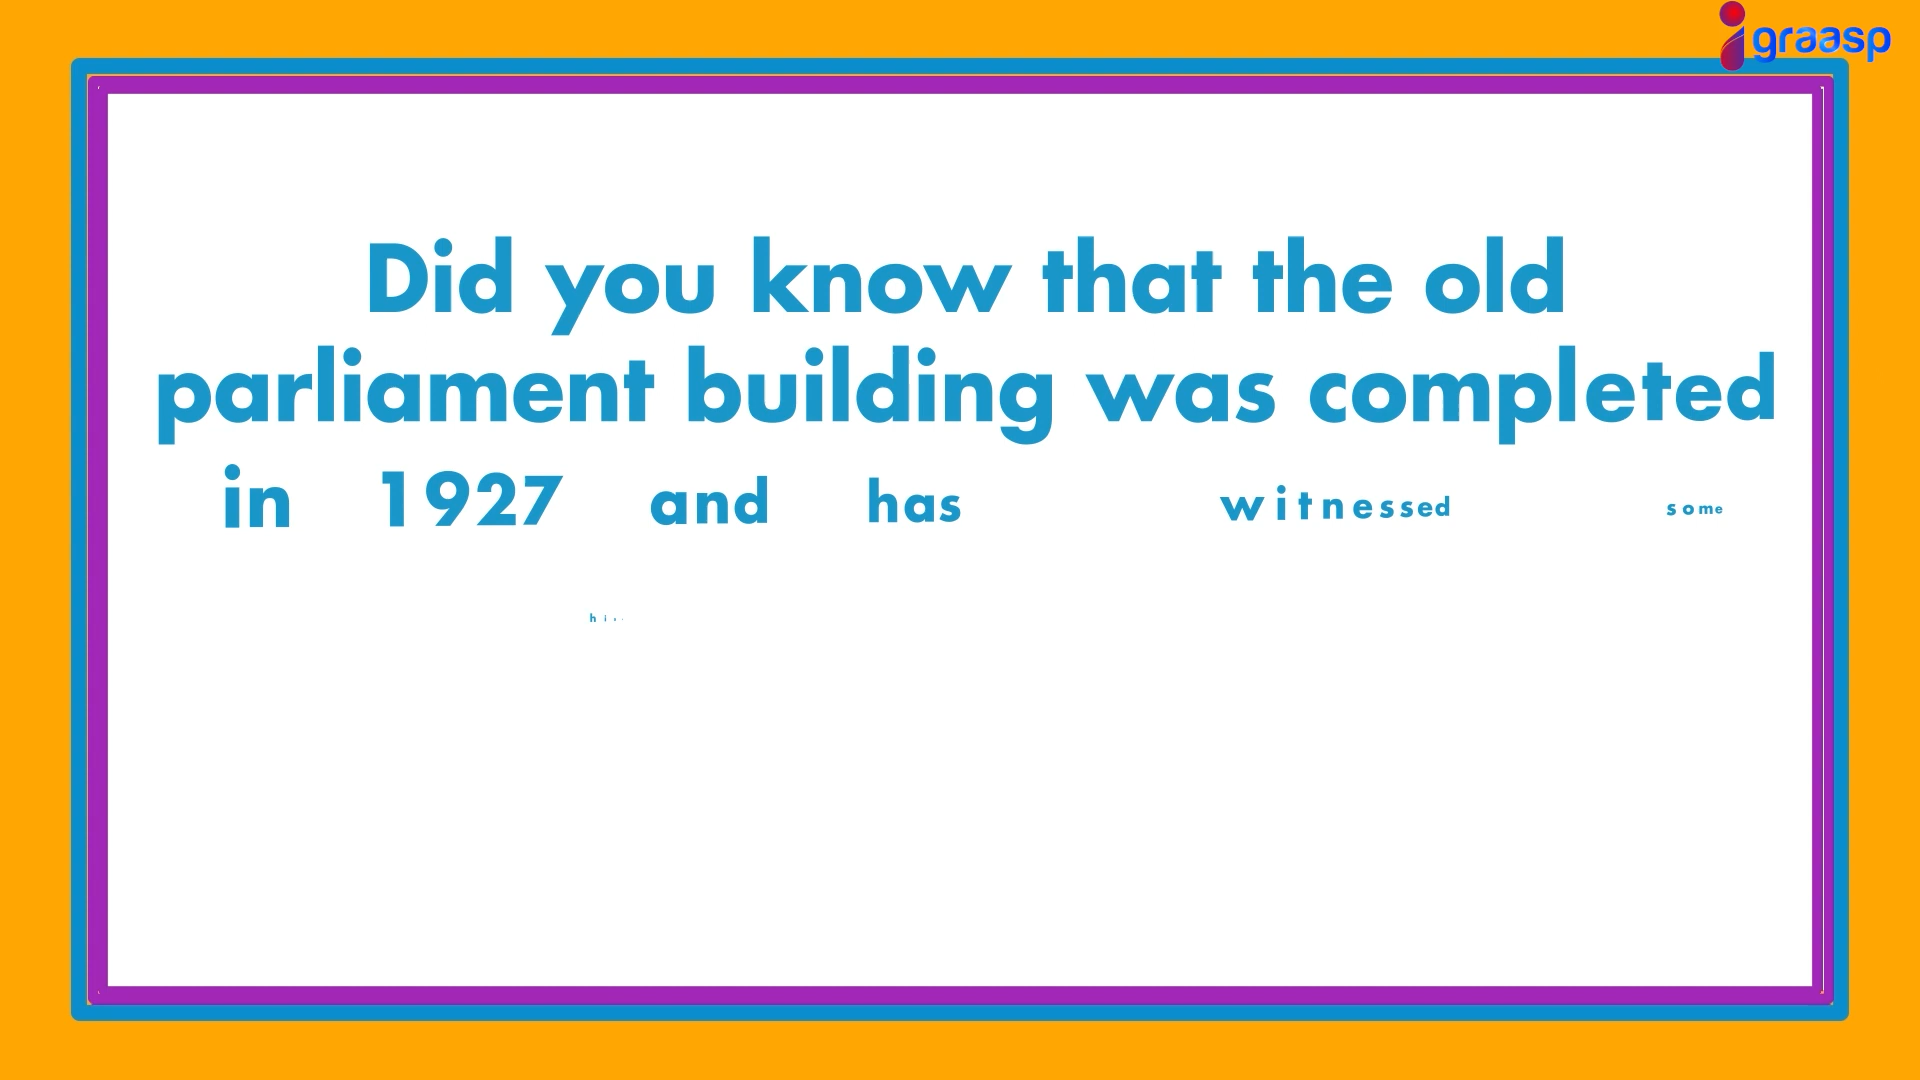 igraasp
Did you know that the old
parliament building was completed
in 1927 and has witnessed some